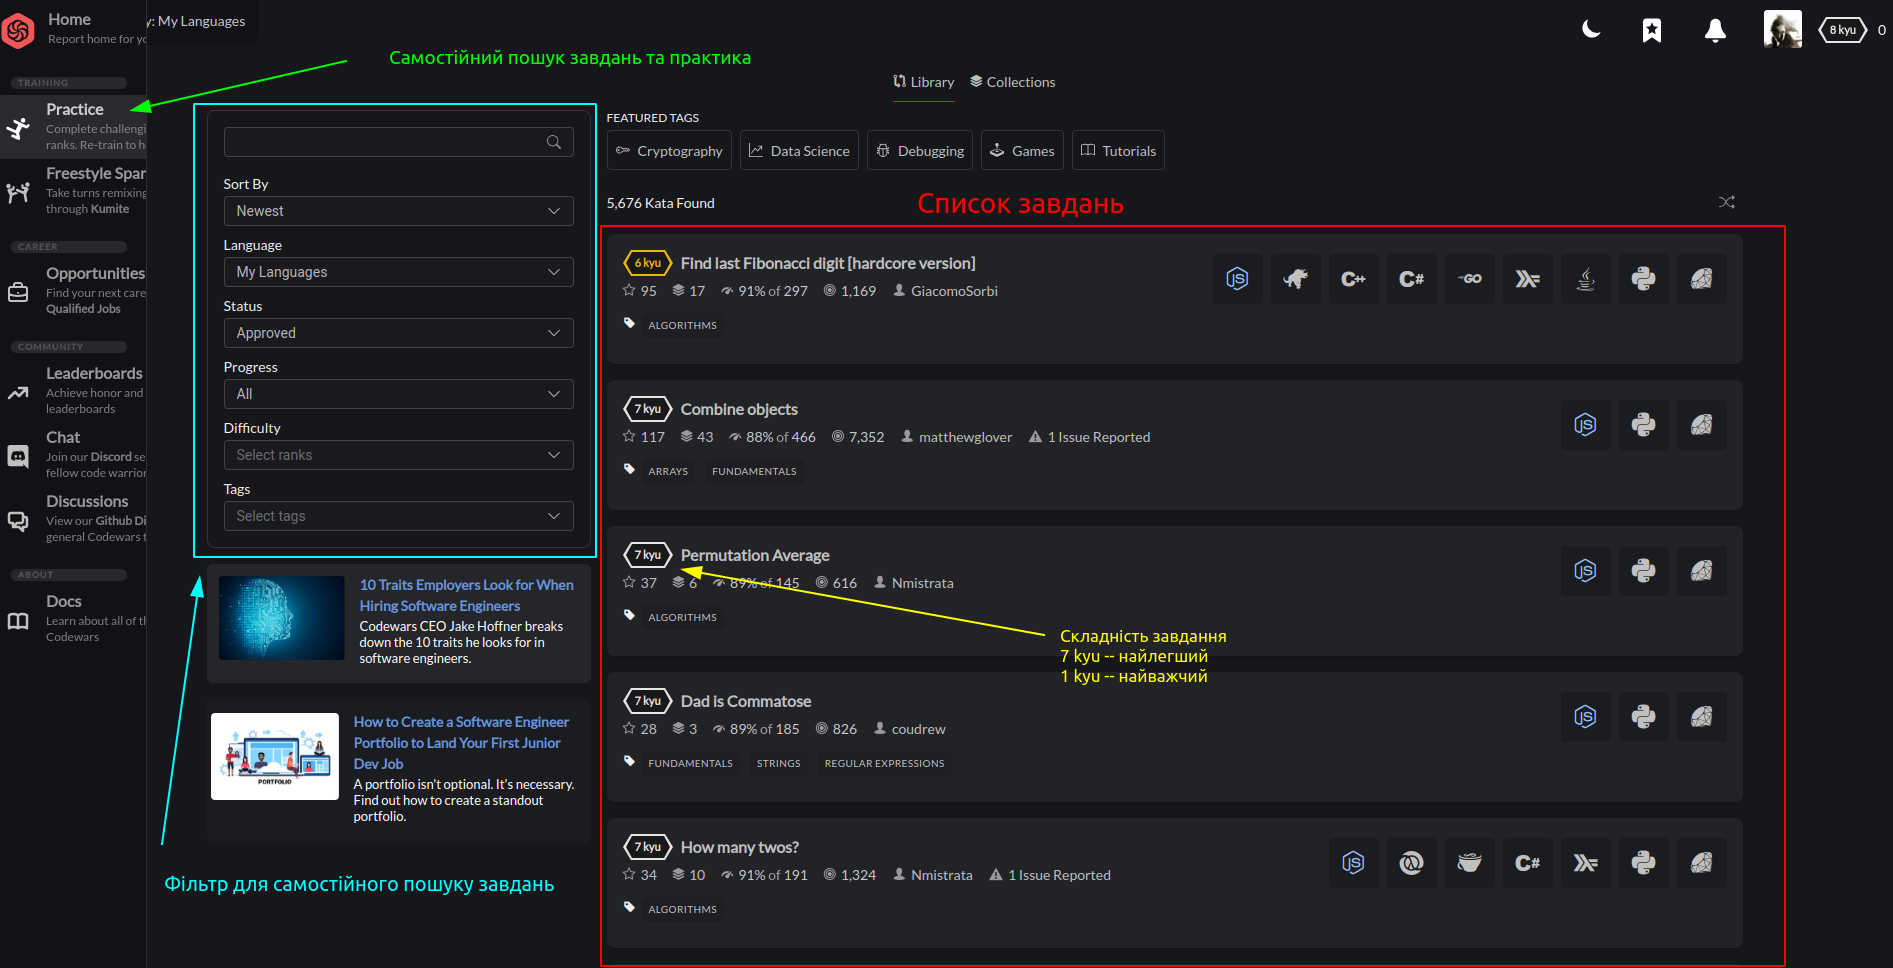 Home
Report home for yo
y: My Languages
8 kyu
0
Самостійний пошук завдань та практика
TRAINING
Practice
Complete challengi
ranks. Re-train to h
Freestyle Spar
Take turns remixing
through Kumite
CAREER
Opportunities
Find your next care
Qualified Jobs
COMMUNITY
Leaderboards
Achieve honor and
leaderboards
Chat
Join our Discord se
fellow code warrior
Discussions
View our Github Di
general Codewars t
ABOUT
Docs
Learn about all of th
Codewars
Sort By
Newest
Language
My Languages
Status
Approved
Progress
All
Difficulty
Select ranks
Tags
Select tags
10 Traits Employers Look for When
Hiring Software Engineers
Codewars CEO Jake Hoffner breaks
down the 10 traits he looks for in
software engineers.
PORTFOLIO
How to Create a Software Engineer
Portfolio to Land Your First Junior
Dev Job
A portfolio isn't optional. It's necessary.
Find out how to create a standout
portfolio.
Фільтр для самостійного пошуку завдань
Library Collections
FEATURED TAGS
Cryptography Data Science Debugging Games Tutorials
5,676 Kata Found
Список завдань
6 kyu Find last Fibonacci digit [hardcore version]
JS C++ C# GO
95 17 91% of 297 1,169 GiacomoSorbi
ALGORITHMS
7 kyu Combine objects
JS
117 43 88% of 466 7,352 matthewglover 1 Issue Reported
ARRAYS FUNDAMENTALS
7 kyu Permutation Average
JS
37 6 89% of 145 616 Nmistrata
ALGORITHMS
Складність завдання
7 kyu -- найлегший
1 kyu -- найважчий
7 kyu Dad is Commatose
JS
28 3 89% of 185 826 coudrew
FUNDAMENTALS STRINGS REGULAR EXPRESSIONS
7 kyu How many twos?
JS C#
34 10 91% of 191 1,324 Nmistrata 1 Issue Reported
ALGORITHMS